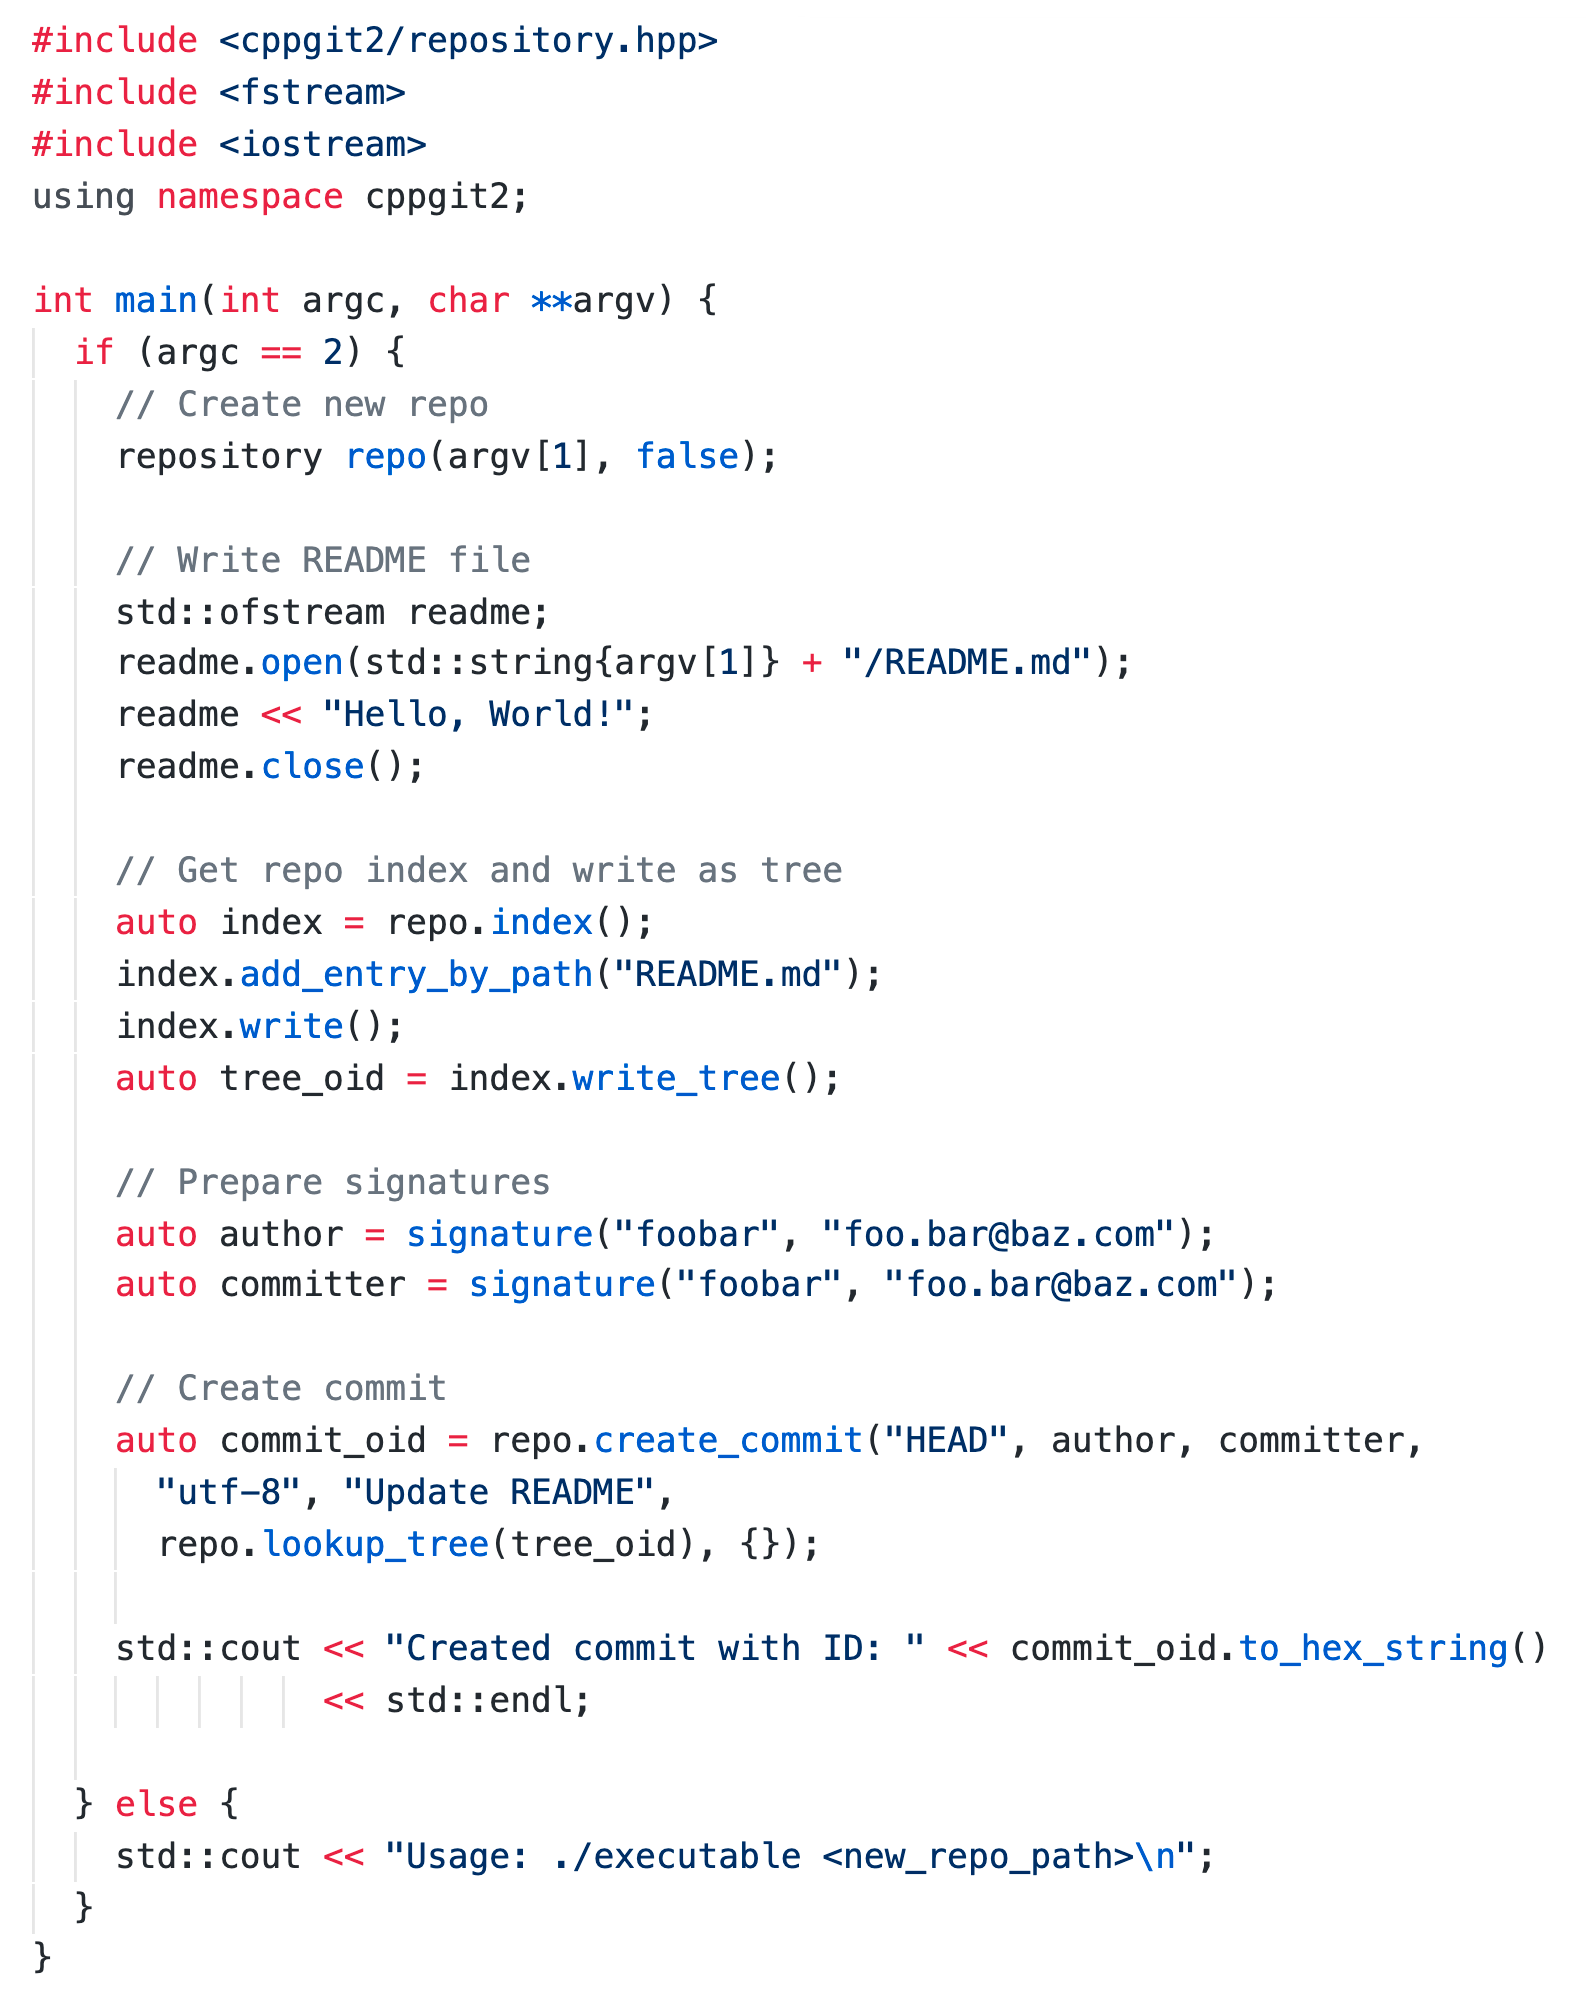 #include <cppgit2/repository.hpp>
#include <fstream>
#include <iostream>
using namespace cppgit2;

int main(int argc, char **argv) {
  if (argc == 2) {
    // Create new repo
    repository repo(argv[1], false);

    // Write README file
    std::ofstream readme;
    readme.open(std::string{argv[1]} + "/README.md");
    readme << "Hello, World!";
    readme.close();

    // Get repo index and write as tree
    auto index = repo.index();
    index.add_entry_by_path("README.md");
    index.write();
    auto tree_oid = index.write_tree();

    // Prepare signatures
    auto author = signature("foobar", "foo.bar@baz.com");
    auto committer = signature("foobar", "foo.bar@baz.com");

    // Create commit
    auto commit_oid = repo.create_commit("HEAD", author, committer,
      "utf-8", "Update README",
      repo.lookup_tree(tree_oid), {});

    std::cout << "Created commit with ID: " << commit_oid.to_hex_string()
              << std::endl;

  } else {
    std::cout << "Usage: ./executable <new_repo_path>\n";
  }
}